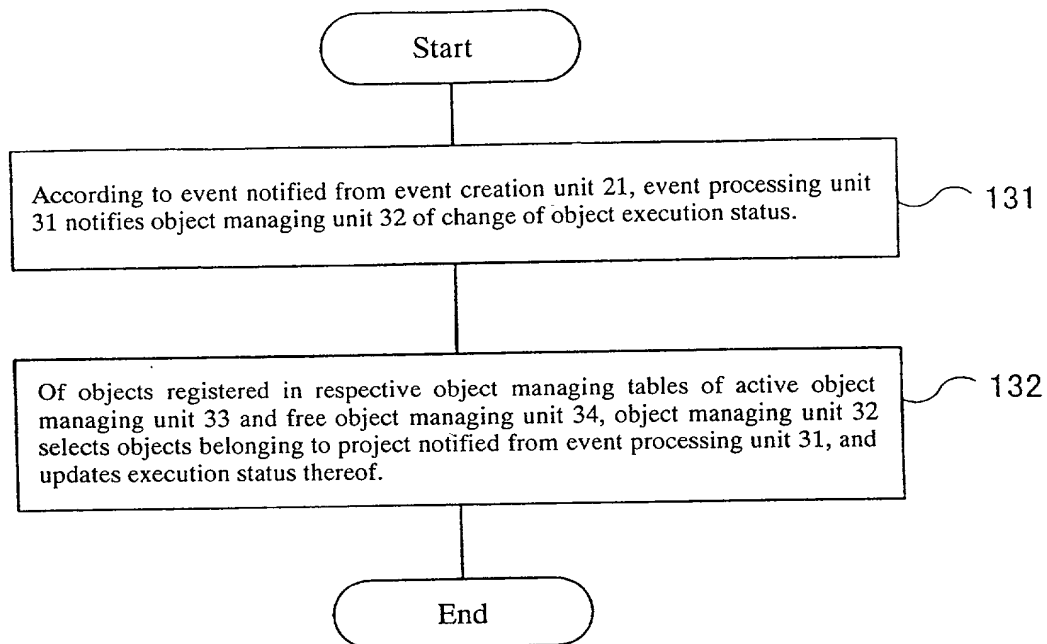 Start
According to event notified from event creation unit 21, event processing unit
31 notifies object managing unit 32 of change of object execution status.
131
Of objects registered in respective object managing tables of active object
managing unit 33 and free object managing unit 34, object managing unit 32
selects objects belonging to project notified from event processing unit 31, and
updates execution status thereof.
132
End